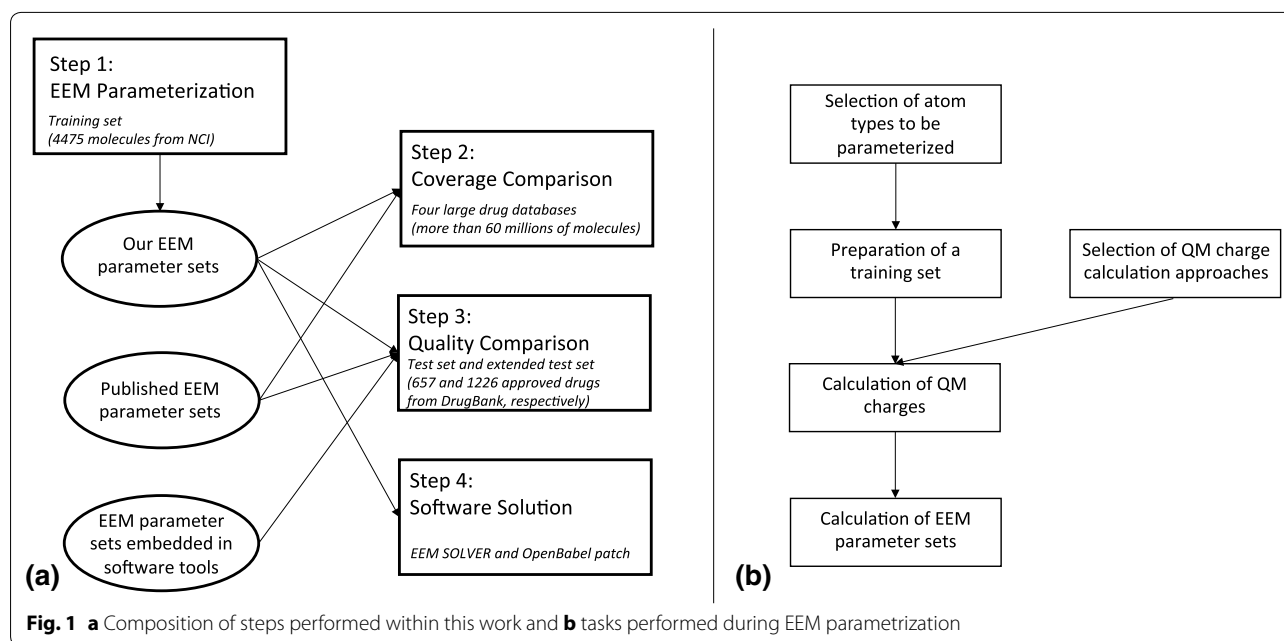 Step 1:
EEM Parameterization
Training set
(4475 molecules from NCI)
Our EEM
parameter sets
Published EEM
parameter sets
EEM parameter
sets embedded in
software tools
Step 2:
Coverage Comparison
Four large drug databases
(more than 60 millions of molecules)
Step 3:
Quality Comparison
Test set and extended test set
(657 and 1226 approved drugs
from DrugBank, respectively)
Step 4:
Software Solution
EEM SOLVER and OpenBabel patch
(a)
Selection of atom
types to be
parameterized
Preparation of a
training set
Selection of QM charge
calculation approaches
Calculation of QM
charges
Calculation of EEM
parameter sets
(b)
Fig. 1 a Composition of steps performed within this work and b tasks performed during EEM parametrization